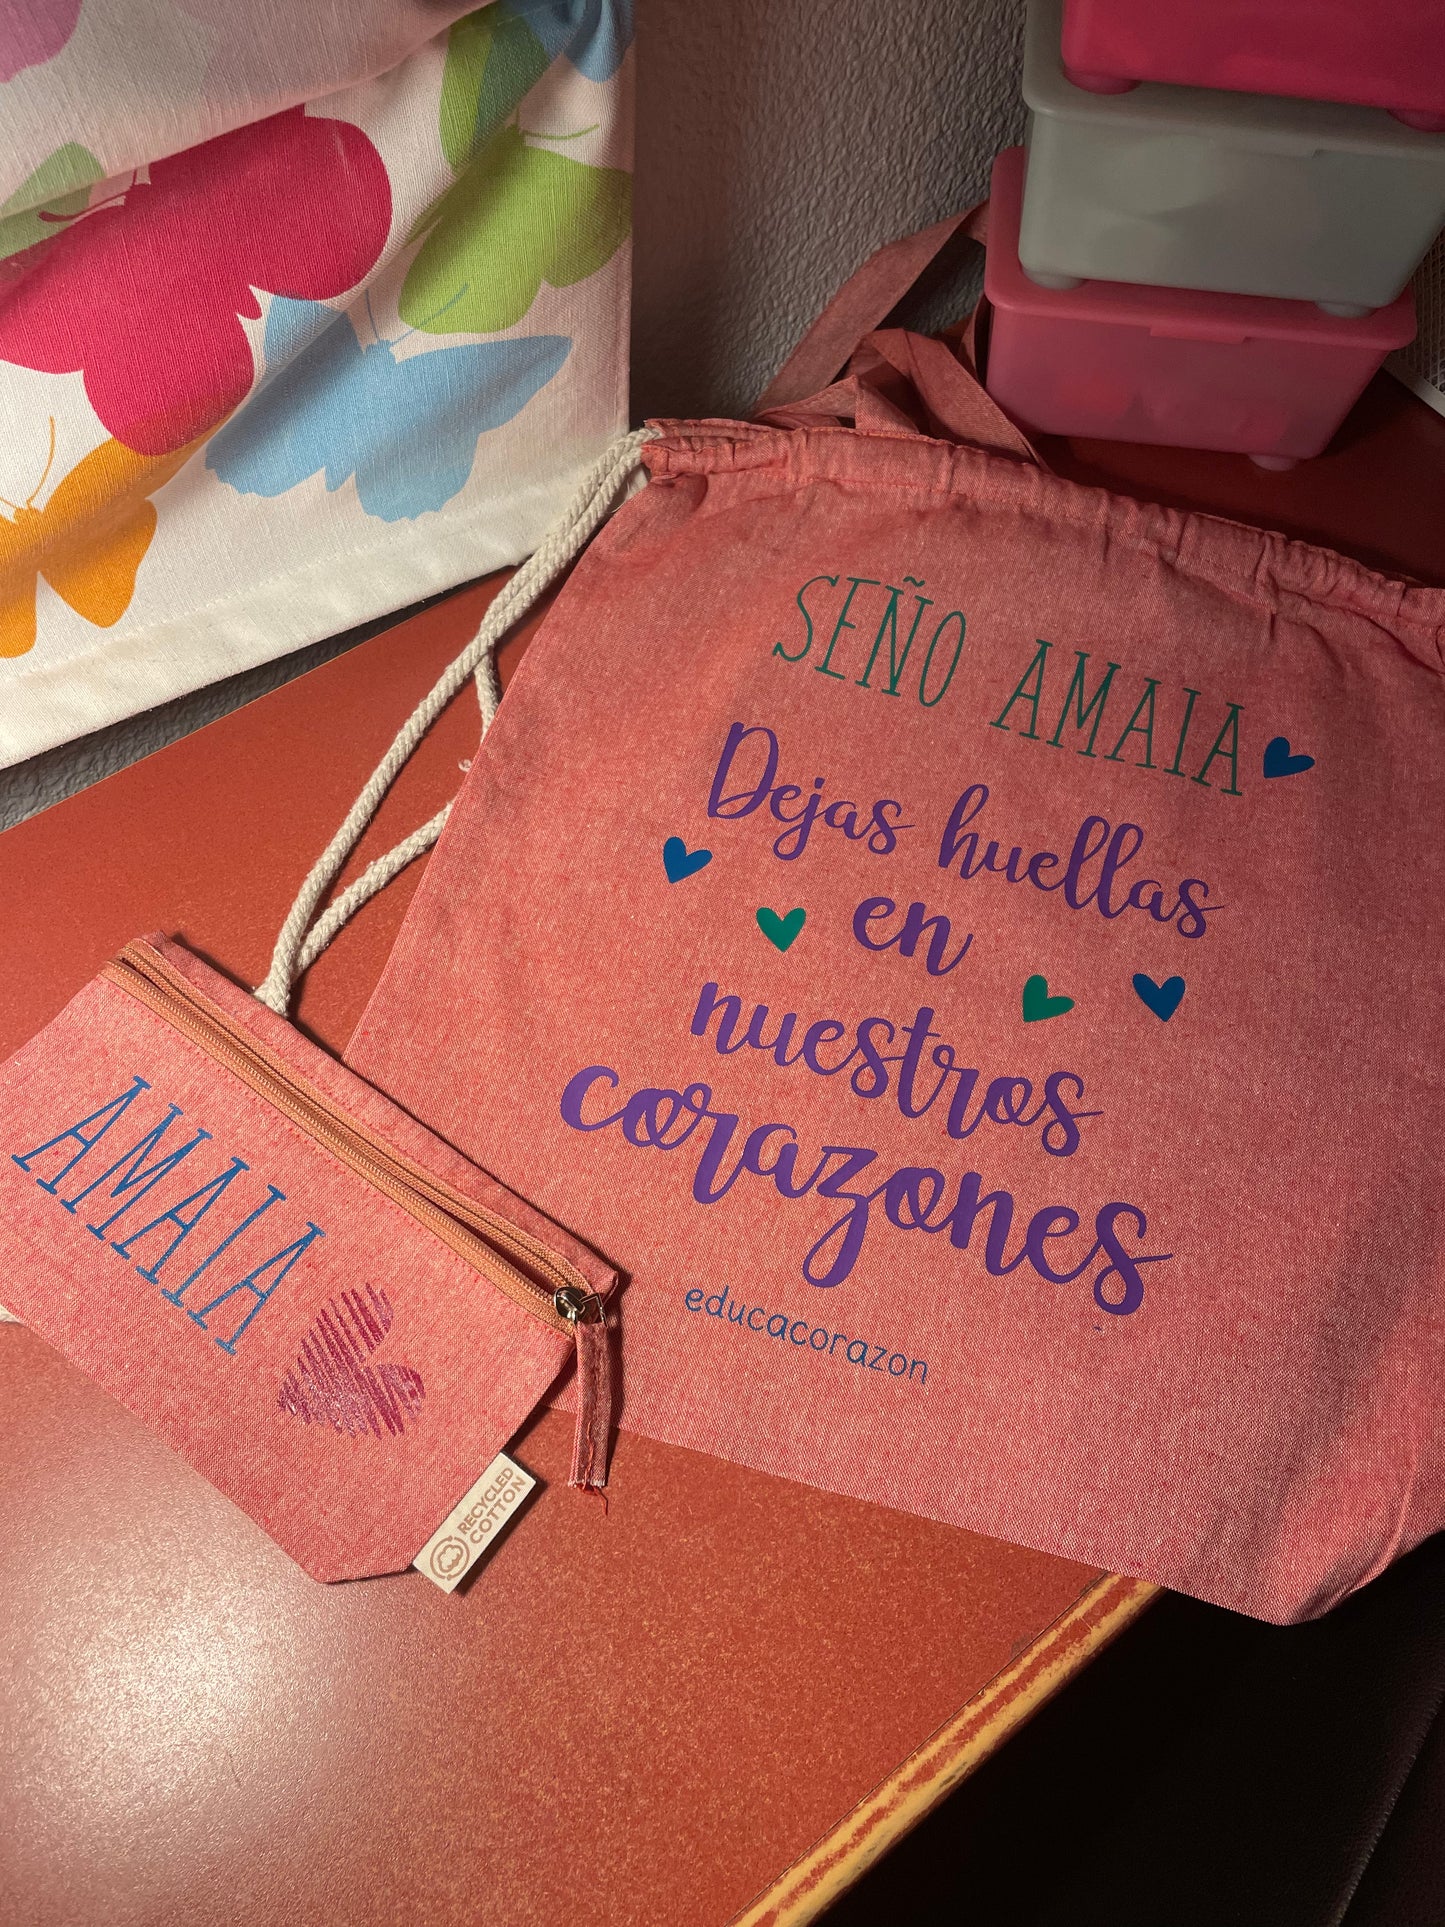 SEÑO AMAIA
Dejas huellas
en
nuestros
corazones
educacorazon
AMAIA
RECYCLED
COTTON